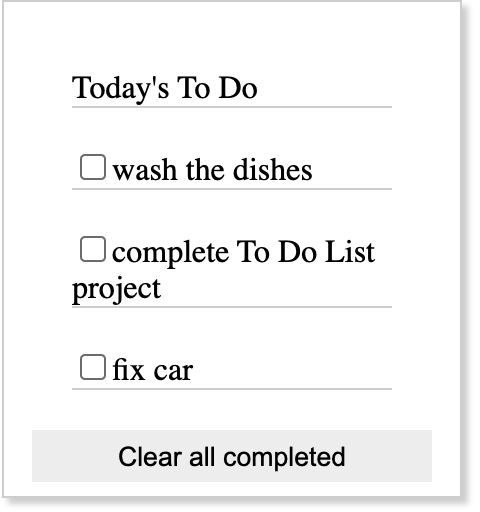 Today's To Do
wash the dishes
complete To Do List
project
fix car
Clear all completed